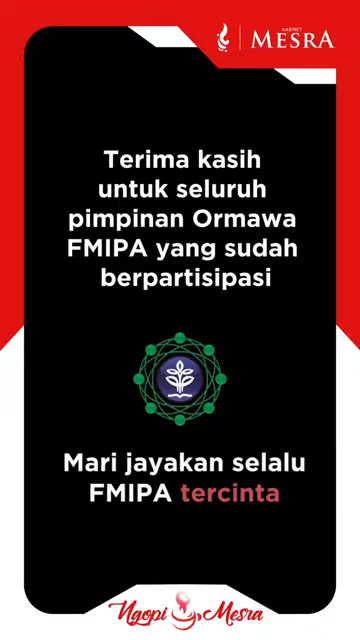 KABINET
MESRA
Terima kasih
untuk seluruh
pimpinan Ormawa
FMIPA yang sudah
berpartisipasi
Mari jayakan selalu
FMIPA tercinta
Ngopi Mesra